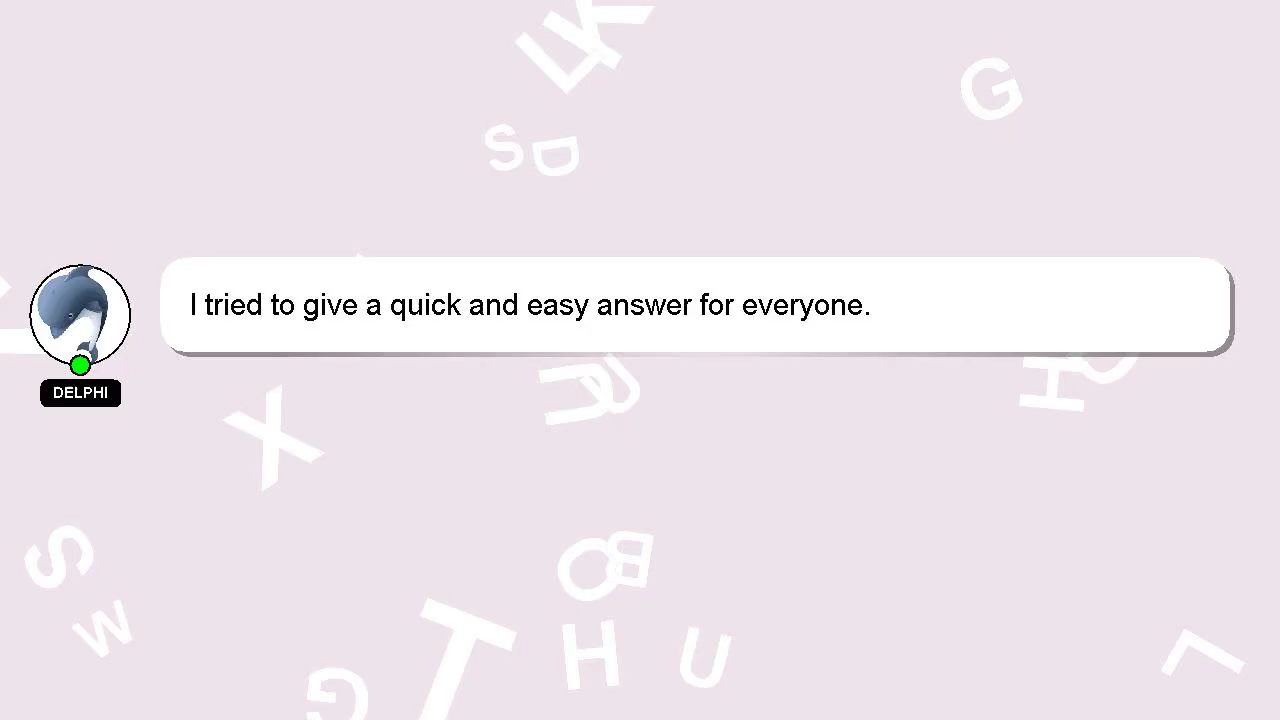 L K
G
S D
I tried to give a quick and easy answer for everyone.
DELPHI
U U H
X
S
C B
W
T H U L
G